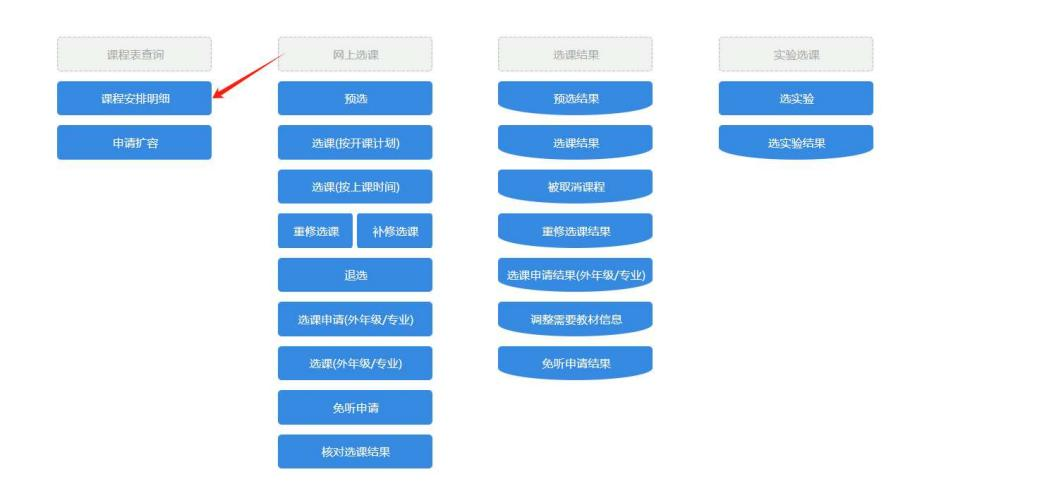 课程表查询
课程安排明细
申请扩容
网上选课
预选
选课(按开课计划)
选课(按上课时间)
重修选课 补修选课
退选
选课申请(外年级/专业)
选课(外年级/专业)
免听申请
核对选课结果
选课结果
预选结果
选课结果
被取消课程
重修选课结果
选课申请结果(外年级/专业)
调整需要教材信息
免听申请结果
实验选课
选实验
选实验结果